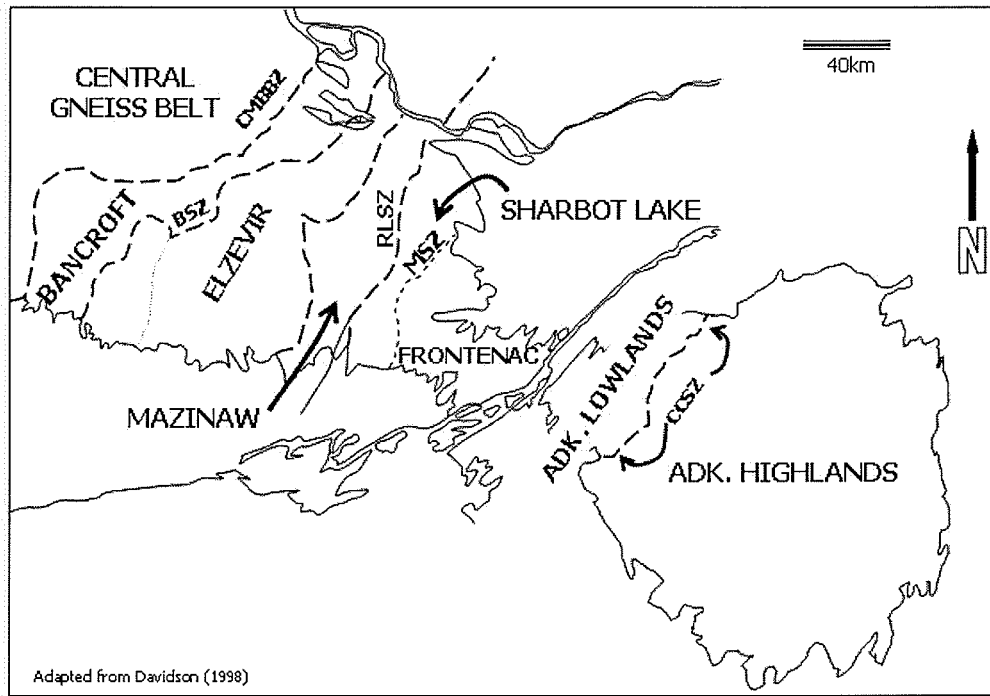 CENTRAL
GNEISS BELT
CMBBZ
40km
BANCROFT
BSZ
ELZEVIR
RLSZ
MSZ
SHARBOT LAKE
N
FRONTENAC
MAZINAW
ADK. LOWLANDS
CCSZ
ADK. HIGHLANDS
Adapted from Davidson (1998)